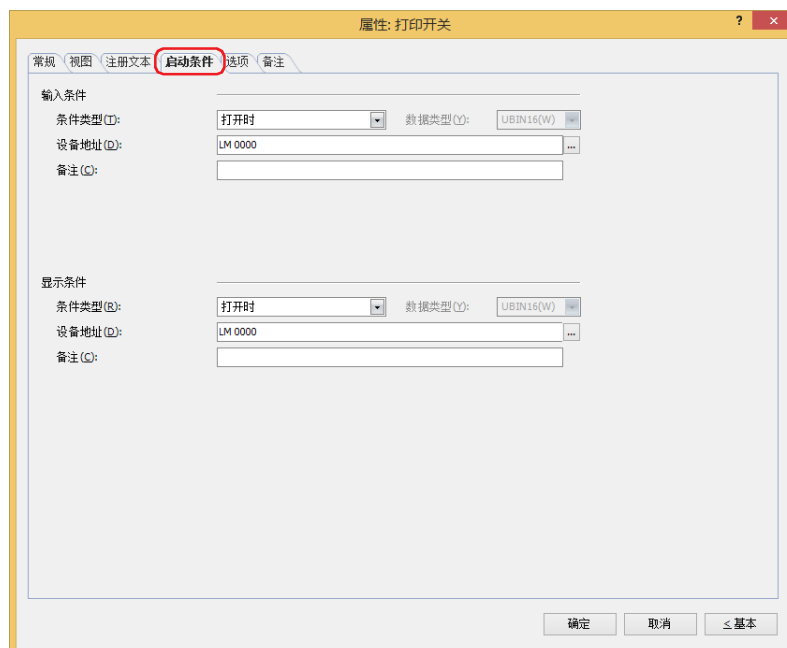 属性: 打印开关 ? ×
常规 视图 注册文本 启动条件 选项 备注
输入条件
条件类型(T): 打开时 数据类型(Y): UBIN16(W)
设备地址(D): LM 0000 ...
备注(C):
显示条件
条件类型(R): 打开时 数据类型(Y): UBIN16(W)
设备地址(D): LM 0000 ...
备注(C):
确定 取消 ≤基本